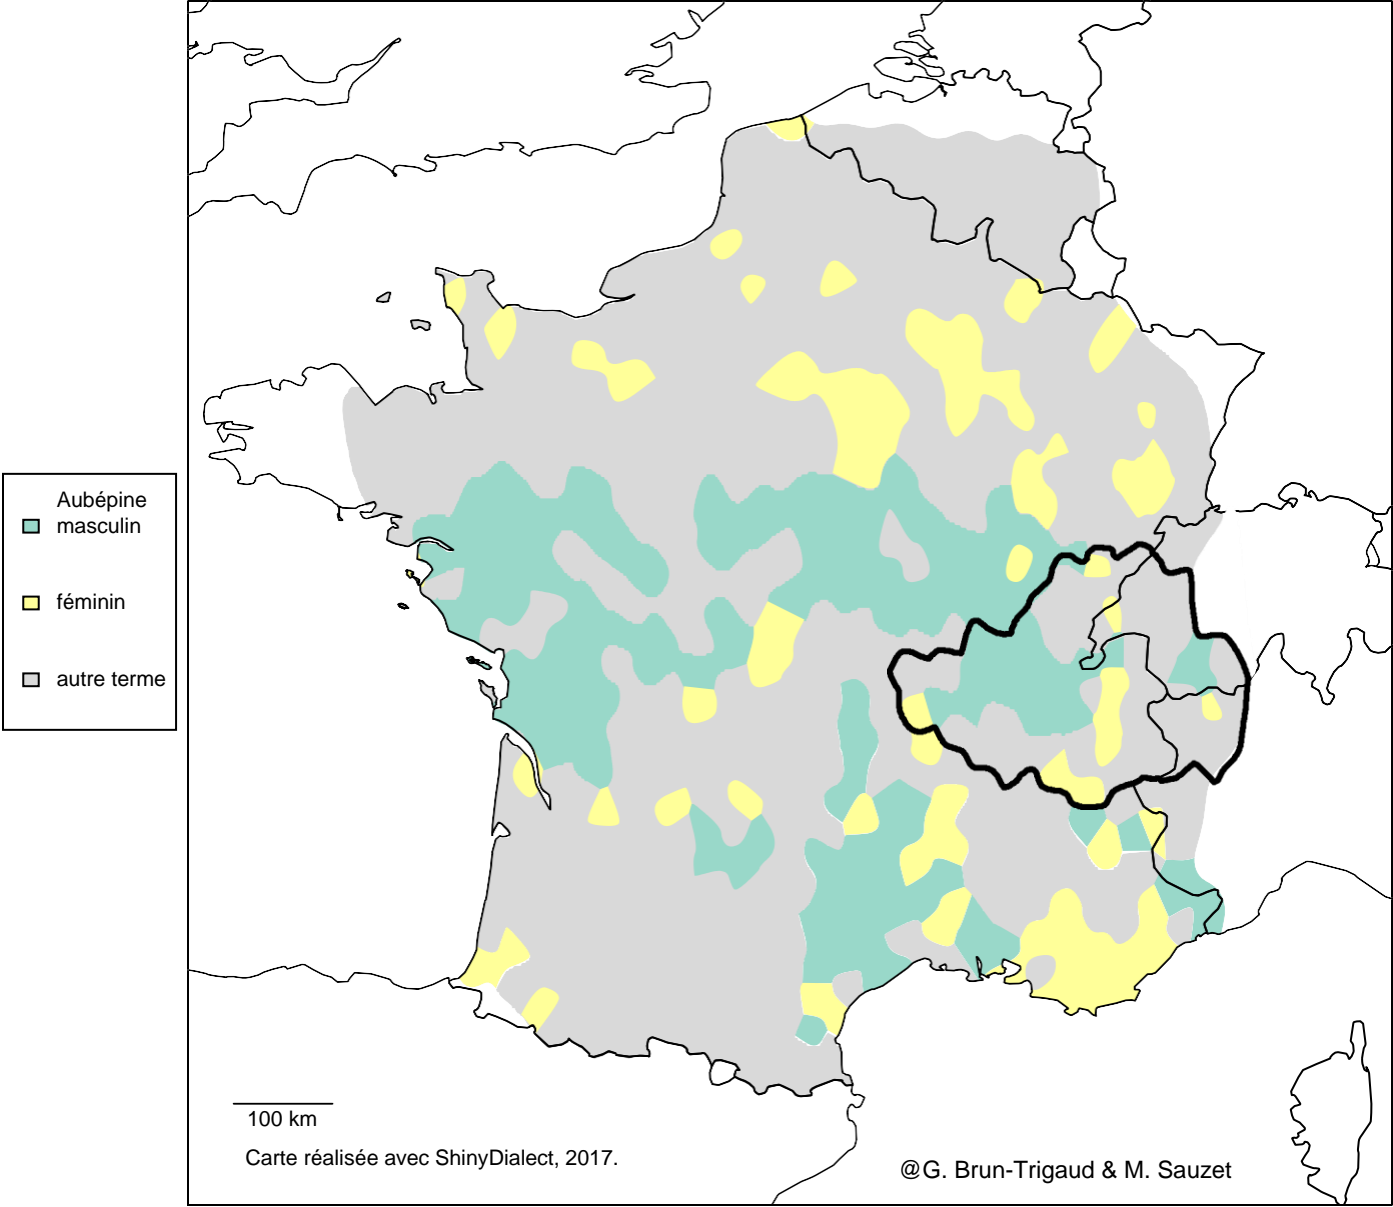 Aubépine
masculin
féminin
autre terme
100 km
Carte réalisée avec ShinyDialect, 2017.
@G. Brun-Trigaud & M. Sauzet